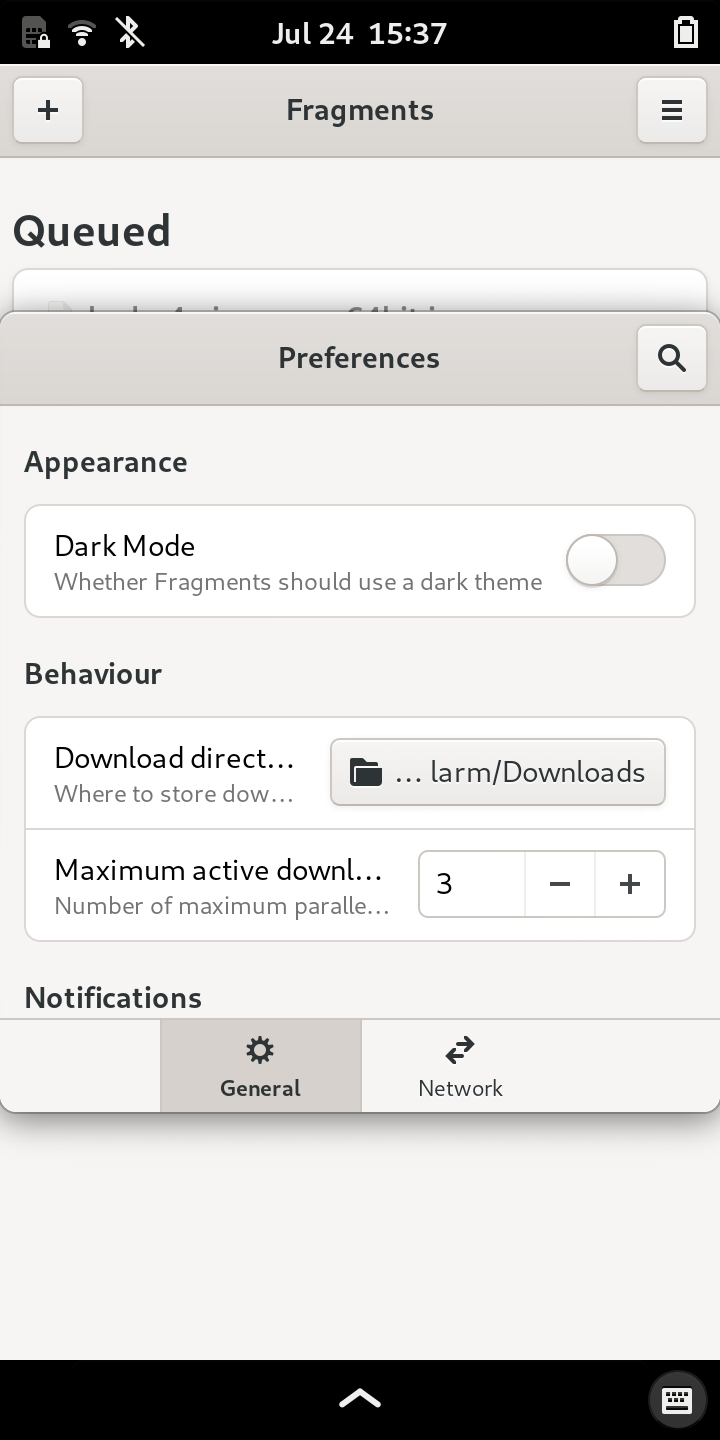 Jul 24 15:37
Fragments
Queued
Preferences
Appearance
Dark Mode
Whether Fragments should use a dark theme
Behaviour
Download direct...
Where to store dow...
... larm/Downloads
Maximum active downl...
Number of maximum paralle...
3
Notifications
General
Network